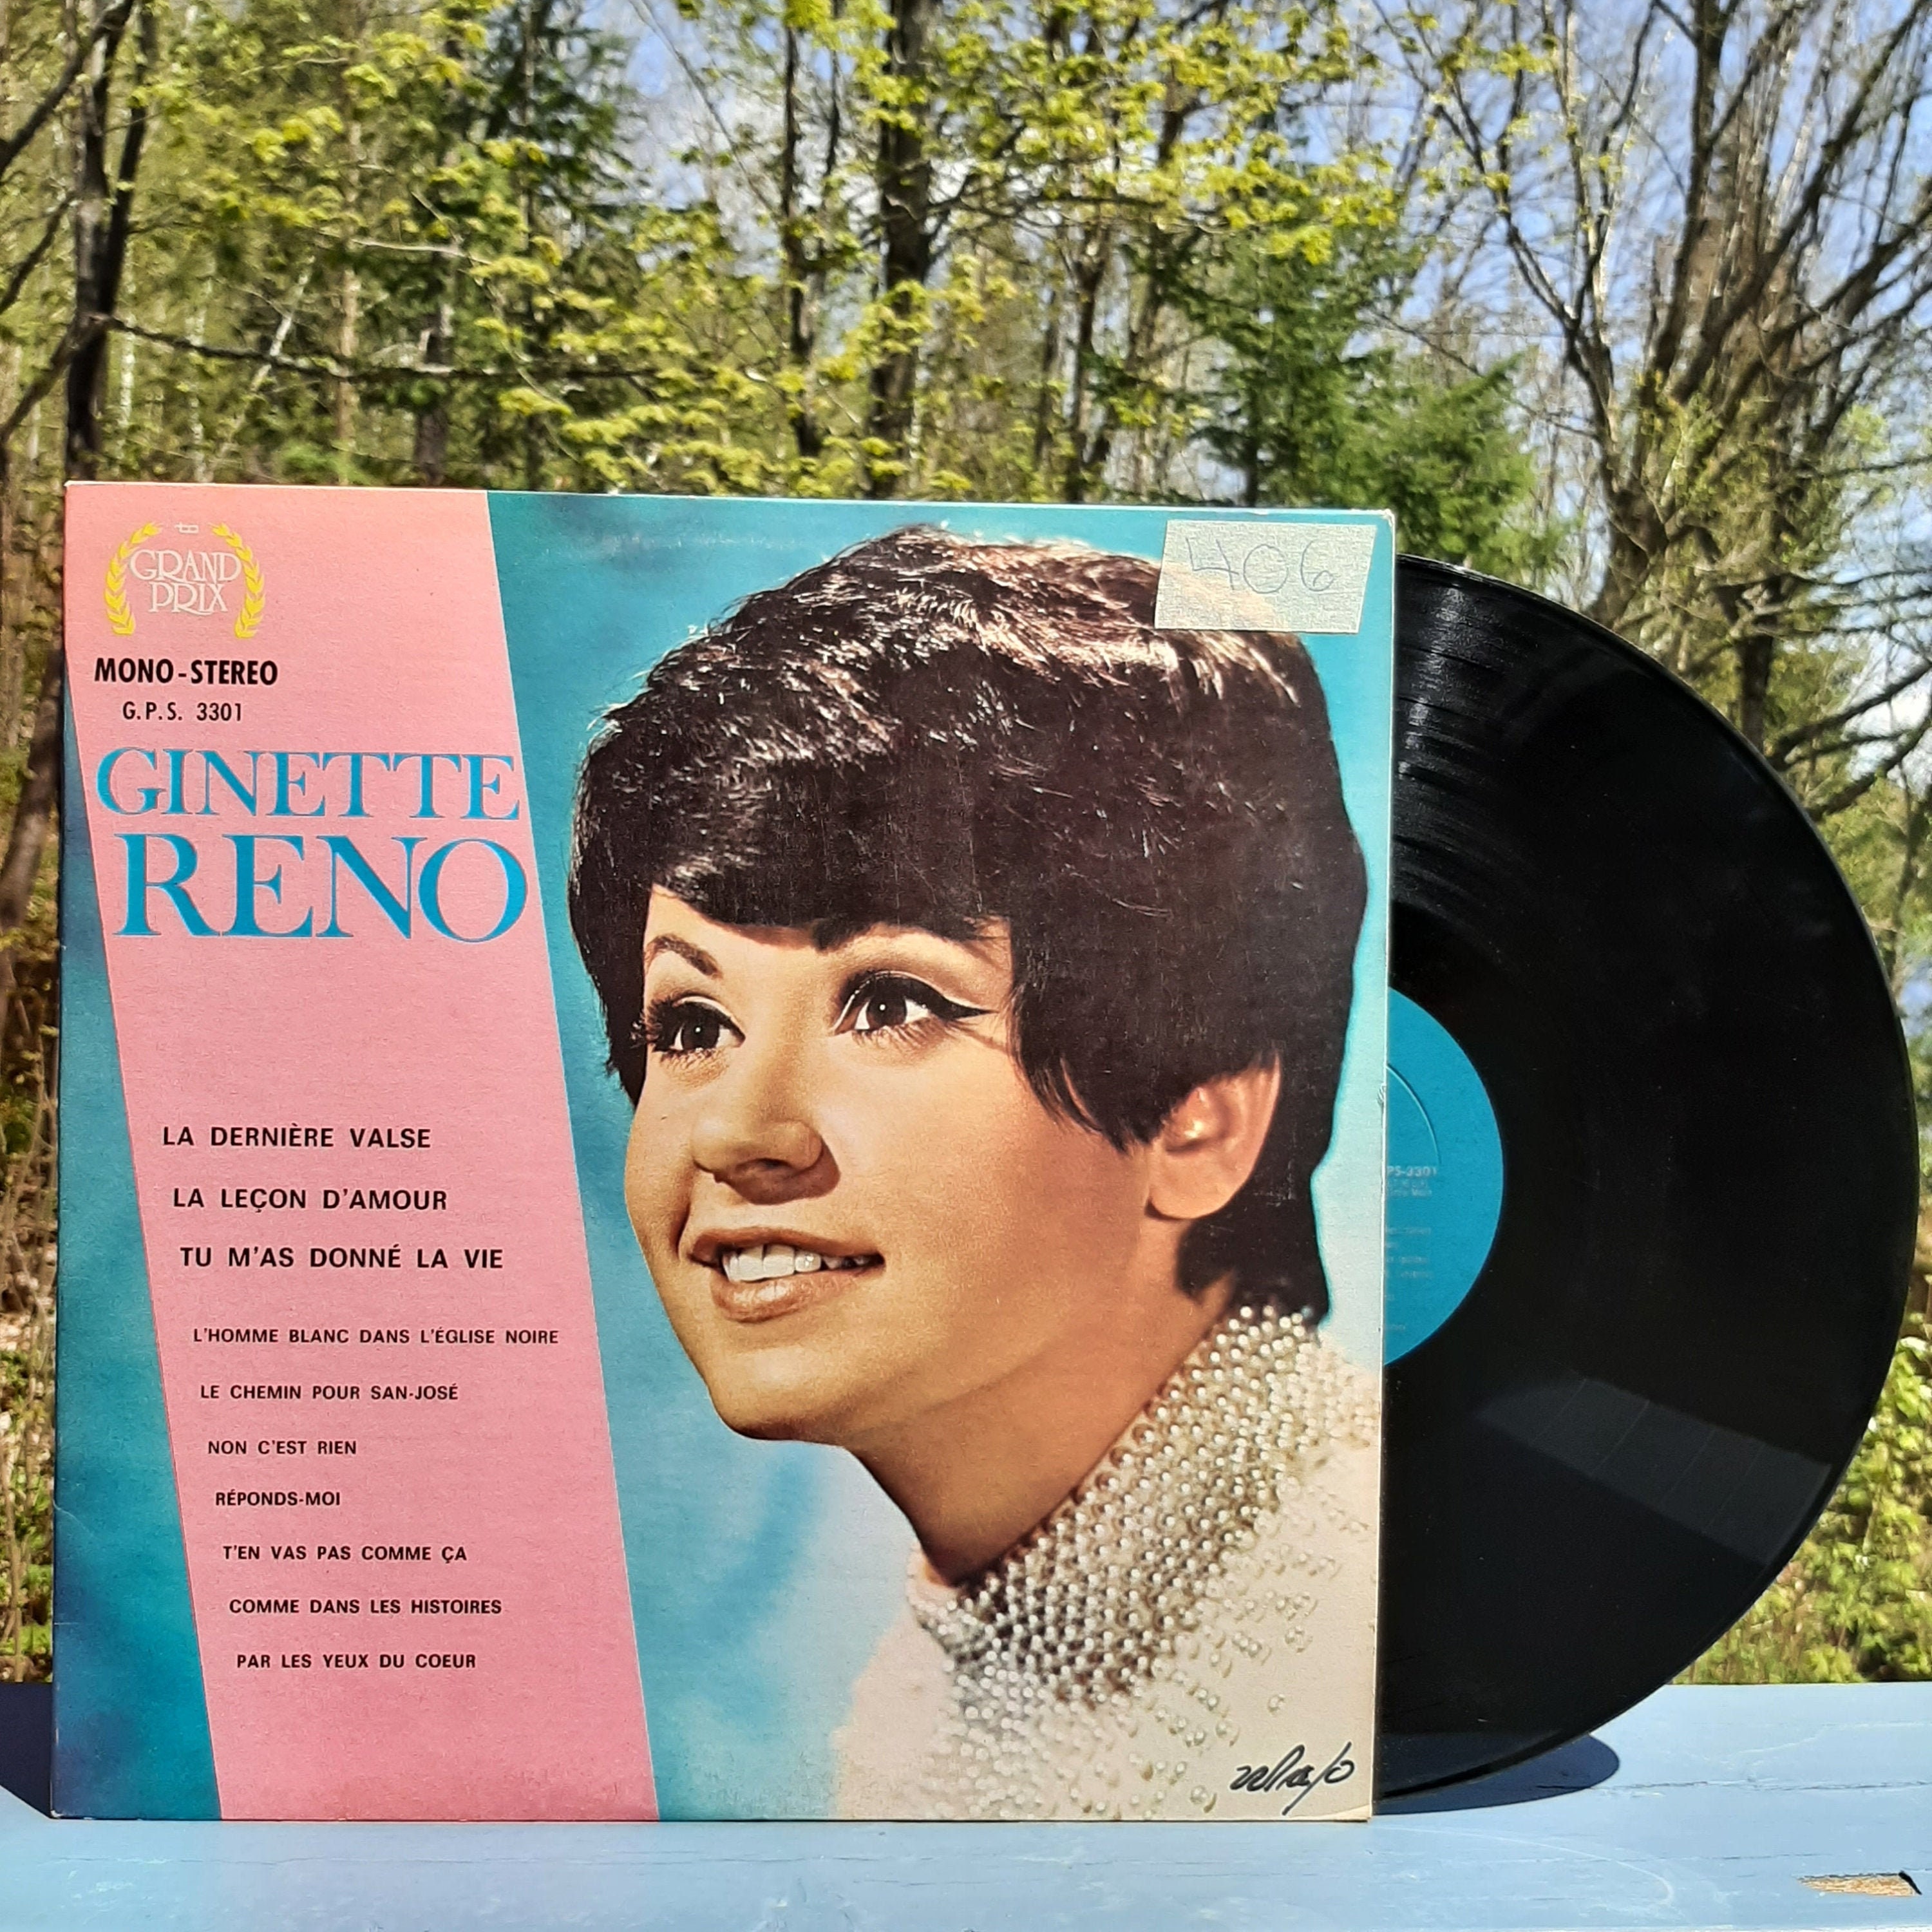 GRAND
PRIX
MONO-STEREO
G.P.S. 3301
GINETTE
RENO
406
LA DERNIÈRE VALSE
LA LEÇON D'AMOUR
TU M'AS DONNÉ LA VIE
L'HOMME BLANC DANS L'ÉGLISE NOIRE
LE CHEMIN POUR SAN-JOSÉ
NON C'EST RIEN
RÉPONDS-MOI
T'EN VAS PAS COMME ÇA
COMME DANS LES HISTOIRES
PAR LES YEUX DU COEUR
PS-3301